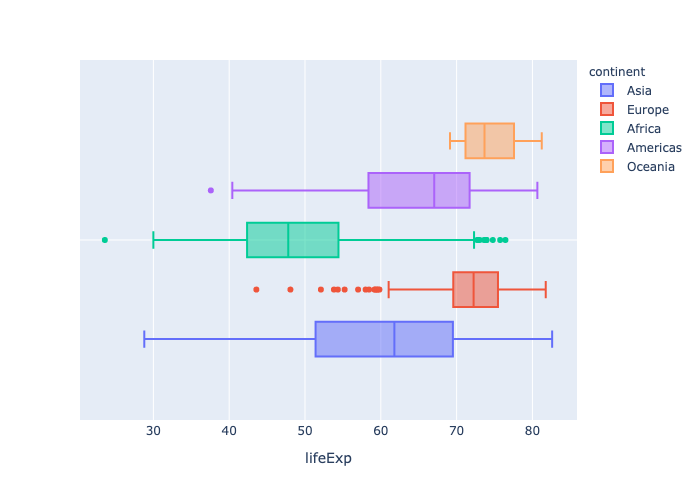 continent
Asia
Europe
Africa
Americas
Oceania
30 40 50 60 70 80
lifeExp